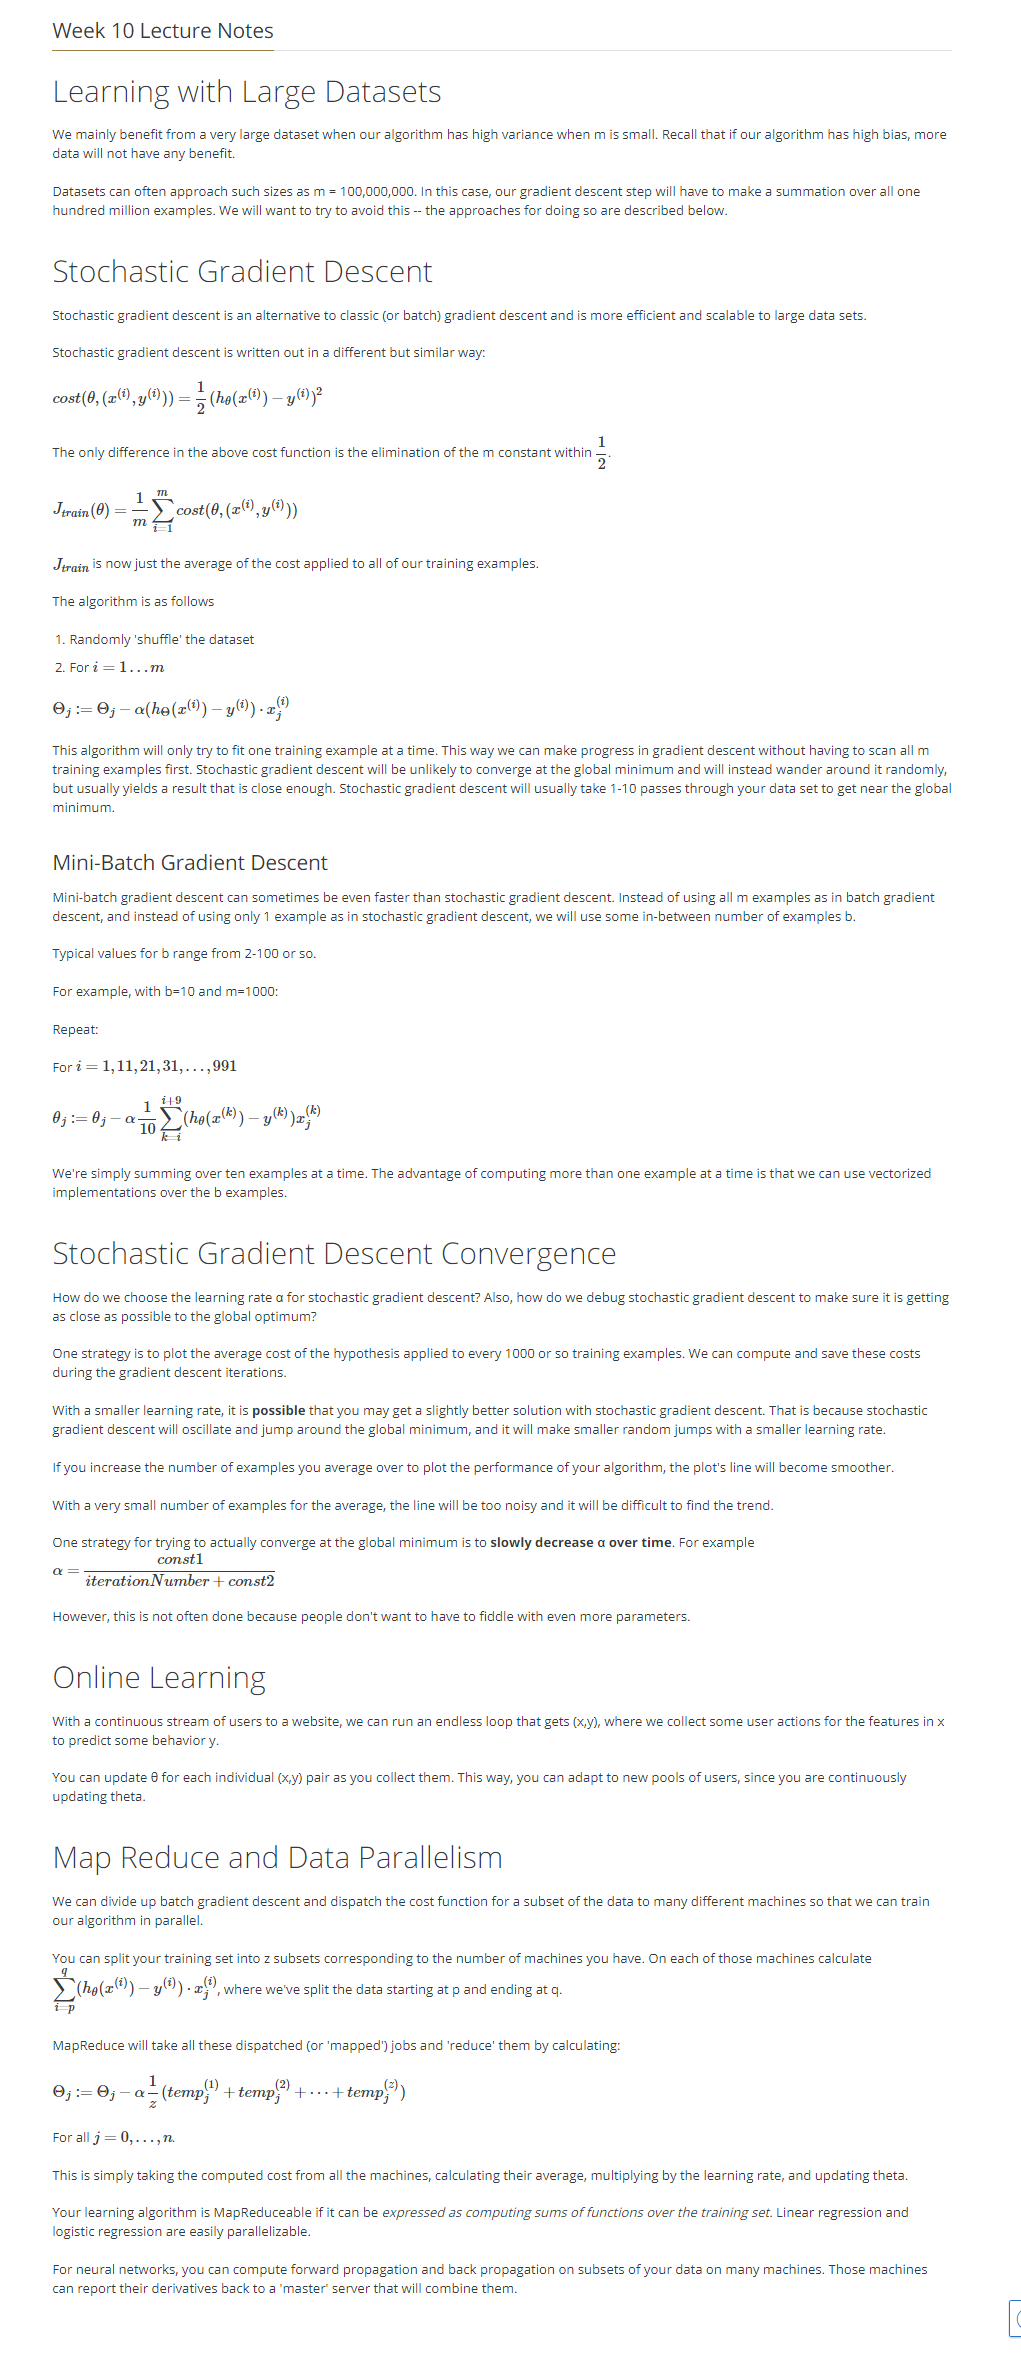 Week 10 Lecture Notes
Learning with Large Datasets
We mainly benefit from a very large dataset when our algorithm has high variance when m is small. Recall that if our algorithm has high bias, more
data will not have any benefit.
Datasets can often approach such sizes as m = 100,000,000. In this case, our gradient descent step will have to make a summation over all one
hundred million examples. We will want to try to avoid this -- the approaches for doing so are described below.
Stochastic Gradient Descent
Stochastic gradient descent is an alternative to classic (or batch) gradient descent and is more efficient and scalable to large data sets.
Stochastic gradient descent is written out in a different but similar way:
cost(θ,(x^(i),y^(i))) = 1/2 (h_θ(x^(i)) − y^(i))^2
The only difference in the above cost function is the elimination of the m constant within 1/2.
J_train(θ) = 1/m ∑_{i=1}^{m} cost(θ,(x^(i),y^(i)))
J_train is now just the average of the cost applied to all of our training examples.
The algorithm is as follows
1. Randomly 'shuffle' the dataset
2. For i = 1...m
Θ_j := Θ_j − α(h_Θ(x^(i)) − y^(i)) · x_j^(i)
This algorithm will only try to fit one training example at a time. This way we can make progress in gradient descent without having to scan all m
training examples first. Stochastic gradient descent will be unlikely to converge at the global minimum and will instead wander around it randomly,
but usually yields a result that is close enough. Stochastic gradient descent will usually take 1-10 passes through your data set to get near the global
minimum.
Mini-Batch Gradient Descent
Mini-batch gradient descent can sometimes be even faster than stochastic gradient descent. Instead of using all m examples as in batch gradient
descent, and instead of using only 1 example as in stochastic gradient descent, we will use some in-between number of examples b.
Typical values for b range from 2-100 or so.
For example, with b=10 and m=1000:
Repeat:
For i = 1,11,21,31,...,991
θ_j := θ_j − α 1/10 ∑_{k=i}^{i+9} (h_θ(x^(k)) − y^(k))x_j^(k)
We're simply summing over ten examples at a time. The advantage of computing more than one example at a time is that we can use vectorized
implementations over the b examples.
Stochastic Gradient Descent Convergence
How do we choose the learning rate α for stochastic gradient descent? Also, how do we debug stochastic gradient descent to make sure it is getting
as close as possible to the global optimum?
One strategy is to plot the average cost of the hypothesis applied to every 1000 or so training examples. We can compute and save these costs
during the gradient descent iterations.
With a smaller learning rate, it is possible that you may get a slightly better solution with stochastic gradient descent. That is because stochastic
gradient descent will oscillate and jump around the global minimum, and it will make smaller random jumps with a smaller learning rate.
If you increase the number of examples you average over to plot the performance of your algorithm, the plot's line will become smoother.
With a very small number of examples for the average, the line will be too noisy and it will be difficult to find the trend.
One strategy for trying to actually converge at the global minimum is to slowly decrease α over time. For example
α = const1/(iterationNumber + const2)
However, this is not often done because people don't want to have to fiddle with even more parameters.
Online Learning
With a continuous stream of users to a website, we can run an endless loop that gets (x,y), where we collect some user actions for the features in x
to predict some behavior y.
You can update θ for each individual (x,y) pair as you collect them. This way, you can adapt to new pools of users, since you are continuously
updating theta.
Map Reduce and Data Parallelism
We can divide up batch gradient descent and dispatch the cost function for a subset of the data to many different machines so that we can train
our algorithm in parallel.
You can split your training set into z subsets corresponding to the number of machines you have. On each of those machines calculate
∑_{i=p}^{q} (h_θ(x^(i)) − y^(i)) · x_j^(i), where we've split the data starting at p and ending at q.
MapReduce will take all these dispatched (or 'mapped') jobs and 'reduce' them by calculating:
Θ_j := Θ_j − α 1/z (temp_j^(1) + temp_j^(2) + ··· + temp_j^(z))
For all j = 0,...,n.
This is simply taking the computed cost from all the machines, calculating their average, multiplying by the learning rate, and updating theta.
Your learning algorithm is MapReduceable if it can be expressed as computing sums of functions over the training set. Linear regression and
logistic regression are easily parallelizable.
For neural networks, you can compute forward propagation and back propagation on subsets of your data on many machines. Those machines
can report their derivatives back to a 'master' server that will combine them.